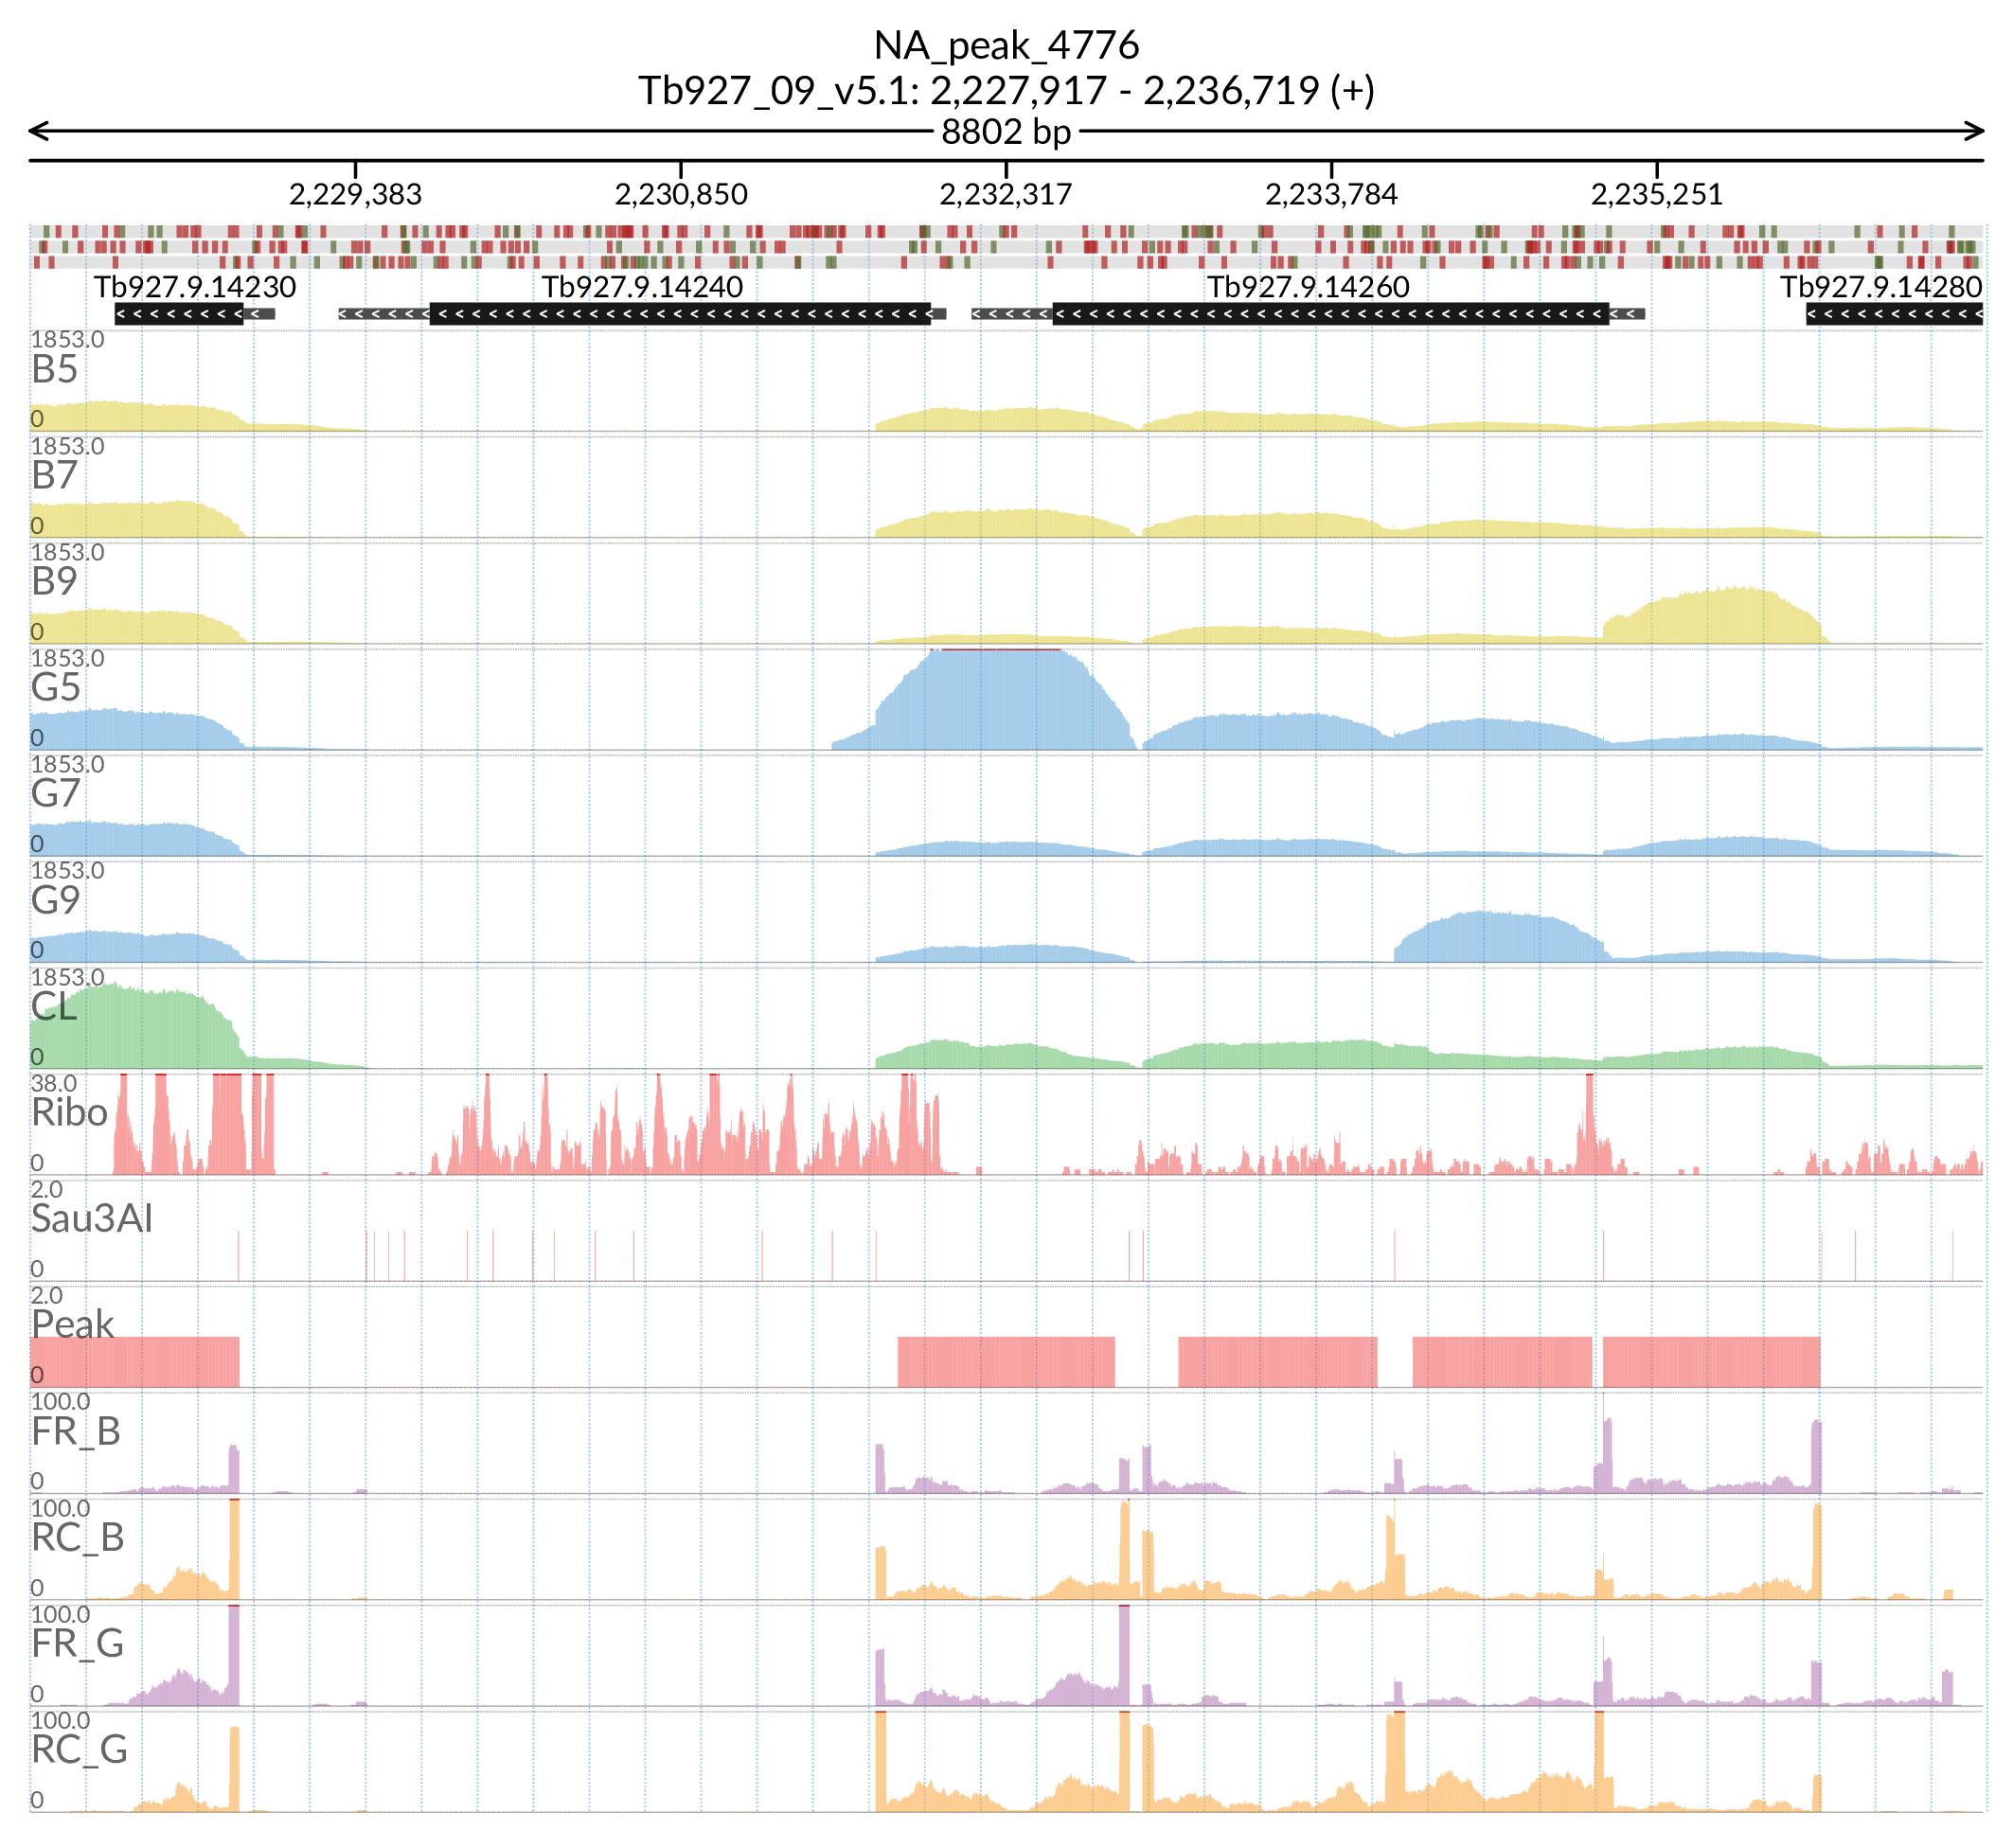 NA_peak_4776
Tb927_09_v5.1: 2,227,917 - 2,236,719 (+)
8802 bp
2,229,383 2,230,850 2,232,317 2,233,784 2,235,251
Tb927.9.14230 Tb927.9.14240 Tb927.9.14260 Tb927.9.14280
1853.0
B5
0
1853.0
B7
0
1853.0
B9
0
1853.0
G5
0
1853.0
G7
0
1853.0
G9
0
1853.0
CL
0
38.0
Ribo
0
2.0
Sau3AI
0
2.0
Peak
0
100.0
FR_B
0
100.0
RC_B
0
100.0
FR_G
0
100.0
RC_G
0